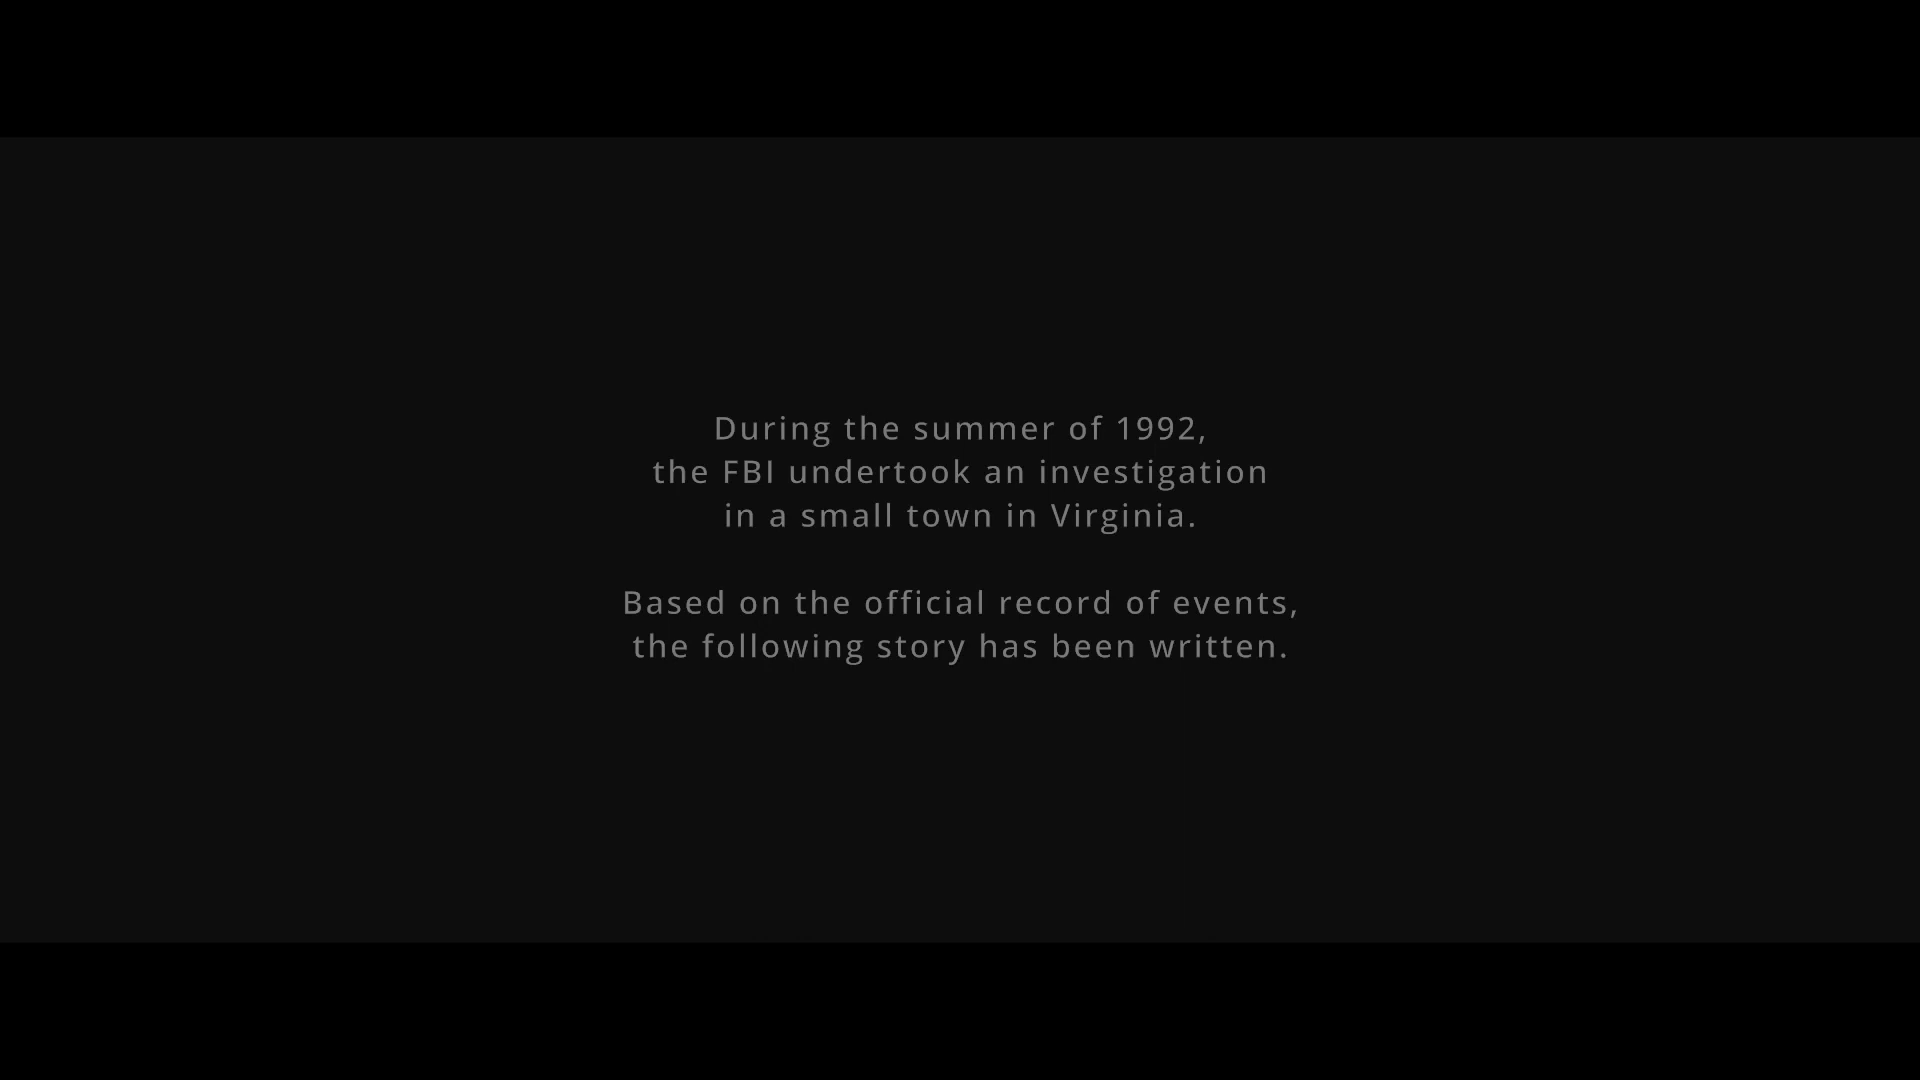 During the summer of 1992,
the FBI undertook an investigation
in a small town in Virginia.
Based on the official record of events,
the following story has been written.